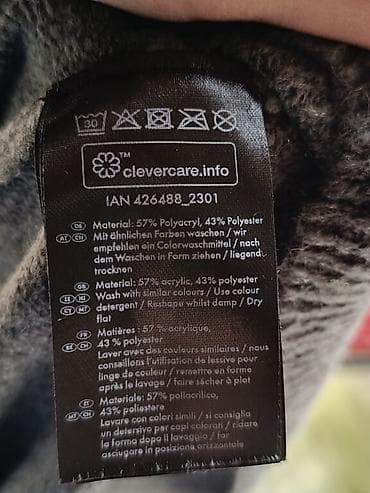 30
clevercare.info™
IAN 426488_2301
DE Material: 57% Polyacryl, 43% Polyester
AT CH Mit ähnlichen Farben waschen / wir
empfehlen ein Colorwaschmittel / nach
dem Waschen in Form ziehen / liegend
trocknen
GB Material: 57% acrylic, 43% polyester
IE NI Wash with similar colours / Use colour
CY MT detergent / Reshape whilst damp / Dry
flat
FR Matières : 57 % acrylique,
BE CH 43 % polyester
Laver avec des couleurs similaires / nous
conseillons l'utilisation de lessive pour
linge de couleur / remettre en forme
après le lavage / faire sécher à plat
IT Materiale: 57% poliacrilico,
MT CH 43% poliestere
Lavare con colori simili / si consiglia
un detersivo per capi colorati / ridare
la forma dopo il lavaggio / far
asciugare in posizione orizzontale